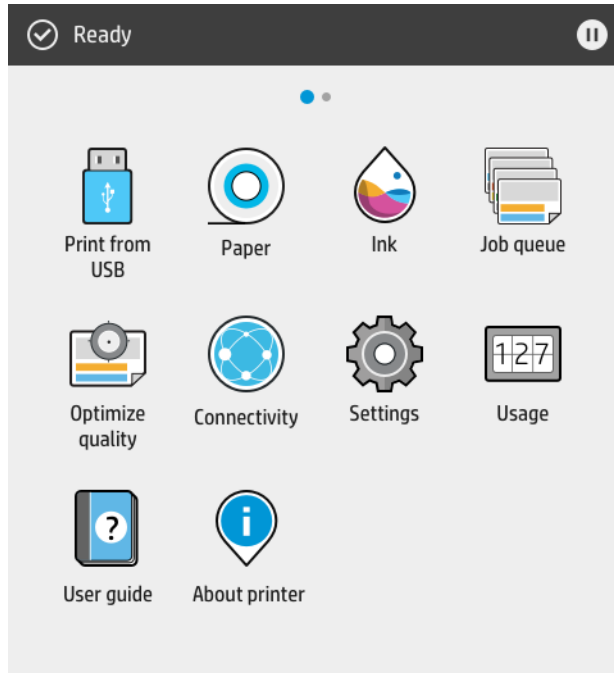 Ready
Print from
USB
Paper
Ink
Job queue
Optimize
quality
Connectivity
Settings
127
Usage
?
User guide
i
About printer